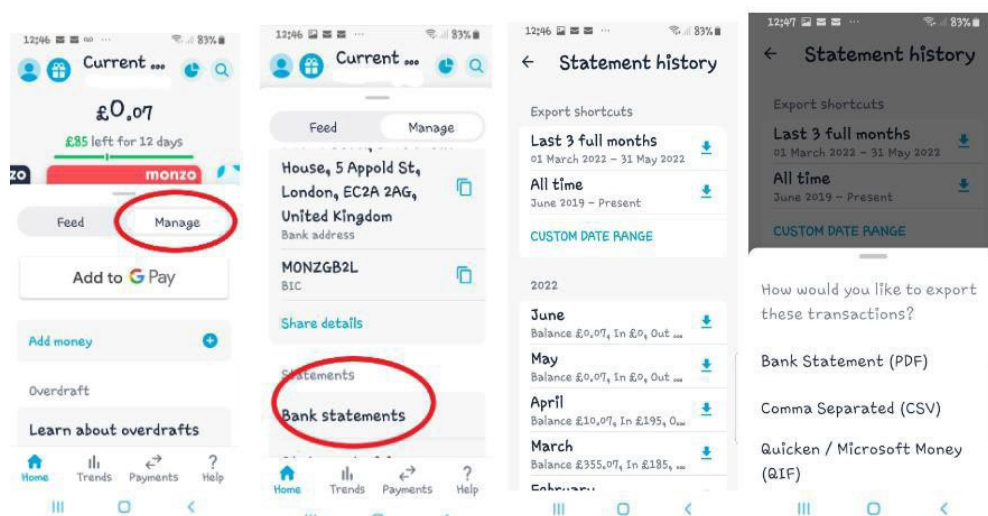 12:46
83%
Current ...
£0.07
£85 left for 12 days
zo
monzo
Feed
Manage
Add to G Pay
Add money
Overdraft
Learn about overdrafts
Home
Trends
Payments
Help
12:46
83%
Current ...
Feed
Manage
House, 5 Appold St,
London, EC2A 2AG,
United Kingdom
Bank address
MONZGB2L
BIC
Share details
Statements
Bank statements
Home
Trends
Payments
Help
12:46
83%
Statement history
Export shortcuts
Last 3 full months
01 March 2022 – 31 May 2022
All time
June 2019 – Present
CUSTOM DATE RANGE
2022
June
Balance £0.07, In £0, Out ...
May
Balance £0.07, In £0, Out ...
April
Balance £10.07, In £195, O...
March
Balance £355.07, In £185, ...
February
12:47
83%
Statement history
Export shortcuts
Last 3 full months
01 March 2022 – 31 May 2022
All time
June 2019 – Present
CUSTOM DATE RANGE
How would you like to export
these transactions?
Bank Statement (PDF)
Comma Separated (CSV)
Quicken / Microsoft Money
(QIF)